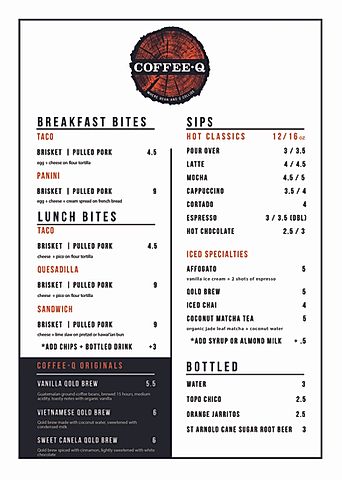 COFFEE-Q
WHERE BEAN AND Q COLLIDE
BREAKFAST BITES
TACO
BRISKET | PULLED PORK 4.5
egg + cheese on flour tortilla
PANINI
BRISKET | PULLED PORK 9
egg + cheese + cream spread on french bread
LUNCH BITES
TACO
BRISKET | PULLED PORK 4.5
cheese + pico on flour tortilla
QUESADILLA
BRISKET | PULLED PORK 9
cheese + pico on flour tortilla
SANDWICH
BRISKET | PULLED PORK 9
cheese + lime slaw on pretzel or hawai'ian bun
*ADD CHIPS + BOTTLED DRINK +3
COFFEE-Q ORIGINALS
VANILLA QOLD BREW 5.5
Guatemalan ground coffee beans, brewed 15 hours, medium
acidity, toasty notes with organic vanilla
VIETNAMESE QOLD BREW 6
Qold brew made with coconut water, sweetened with
condensed milk
SWEET CANELA QOLD BREW 6
Qold brew spiced with cinnamon, lightly sweetened with white
chocolate
SIPS
HOT CLASSICS 12/16 oz
POUR OVER 3 / 3.5
LATTE 4 / 4.5
MOCHA 4.5 / 5
CAPPUCCINO 3.5 / 4
CORTADO 4
ESPRESSO 3 / 3.5 (DBL)
HOT CHOCOLATE 2.5 / 3
ICED SPECIALTIES
AFFOGATO 5
vanilla ice cream + 2 shots of espresso
QOLD BREW 5
ICED CHAI 4
COCONUT MATCHA TEA 5
organic jade leaf matcha + coconut water
*ADD SYRUP OR ALMOND MILK + .5
BOTTLED
WATER 3
TOPO CHICO 2.5
ORANGE JARRITOS 2.5
ST ARNOLD CANE SUGAR ROOT BEER 3